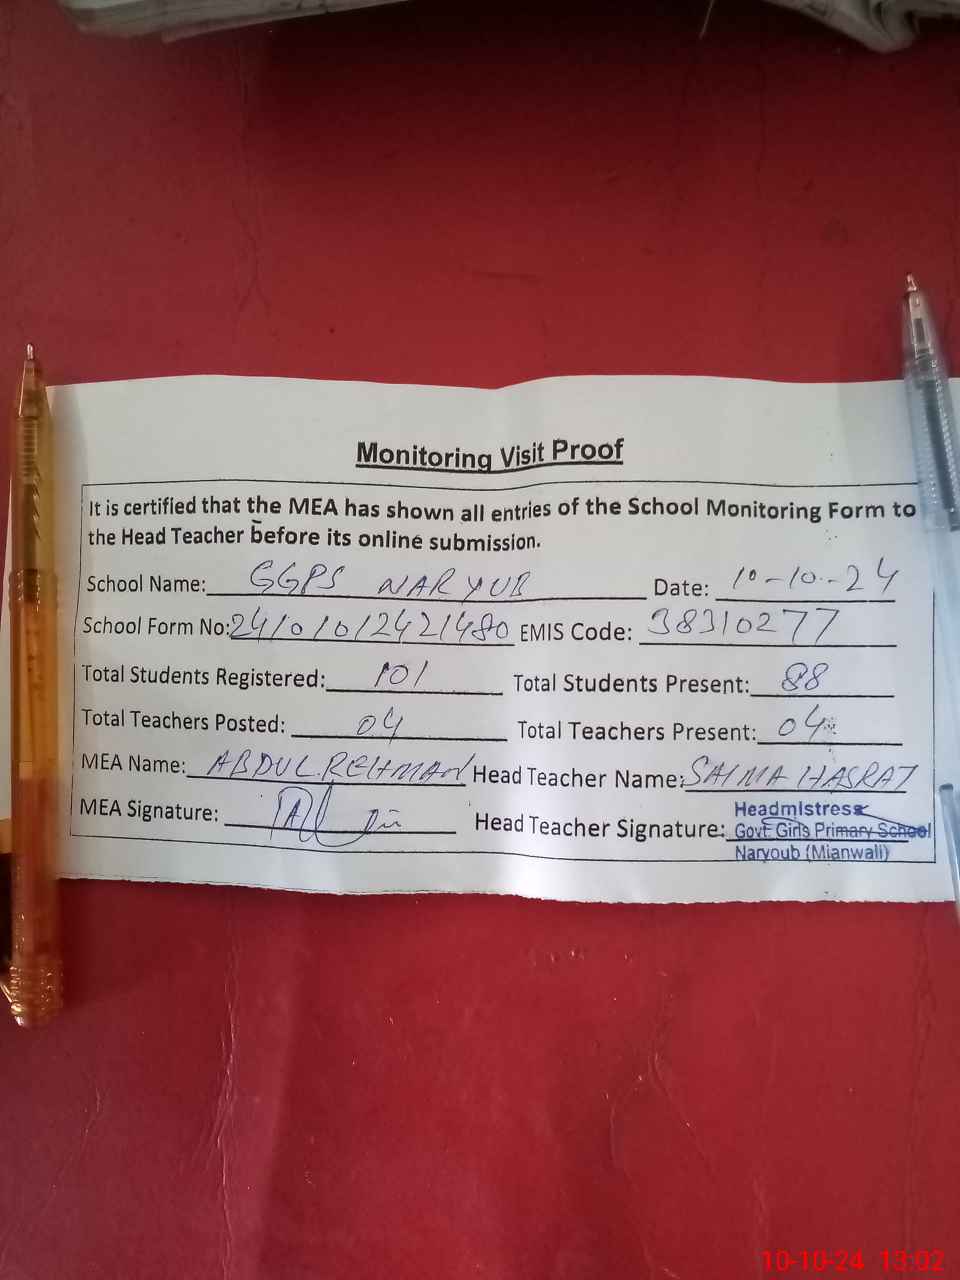 Monitoring Visit Proof
It is certified that the MEA has shown all entries of the School Monitoring Form to
the Head Teacher before its online submission.
School Name: GGPS NARYUB Date: 10-10-24
School Form No: 24101012421480 EMIS Code: 38310277
Total Students Registered: 101 Total Students Present: 88
Total Teachers Posted: 04 Total Teachers Present: 04
MEA Name: ABDUL REHMAN Head Teacher Name: SAIMA HASRAT
MEA Signature: Head Teacher Signature:
Headmistress
Govt. Girls Primary School
Naryoub (Mianwali)
10-10-24 13:02